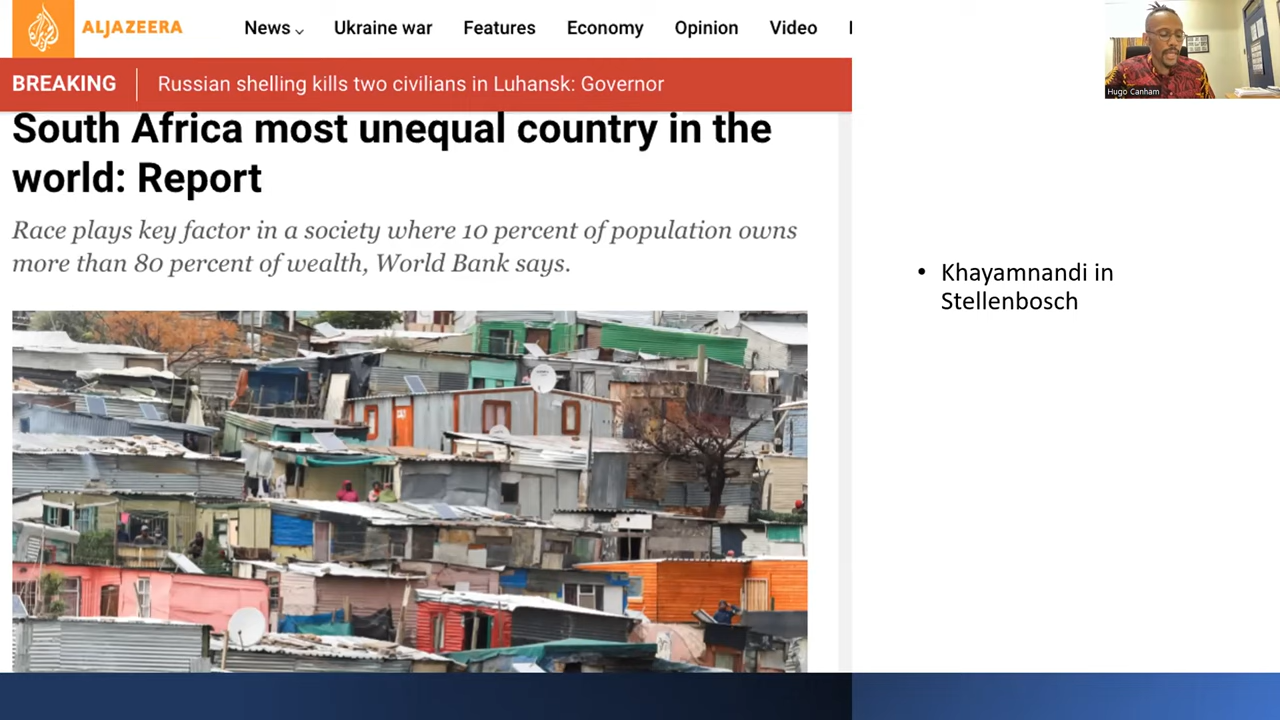 ALJAZEERA
News
Ukraine war
Features
Economy
Opinion
Video
BREAKING
Russian shelling kills two civilians in Luhansk: Governor
South Africa most unequal country in the
world: Report
Race plays key factor in a society where 10 percent of population owns
more than 80 percent of wealth, World Bank says.
Hugo Canham
• Khayamnandi in
Stellenbosch